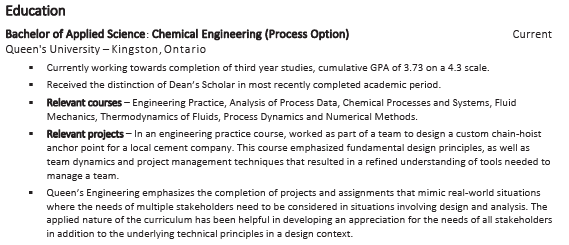 Education
Bachelor of Applied Science: Chemical Engineering (Process Option) Current
Queen's University – Kingston, Ontario
▪ Currently working towards completion of third year studies, cumulative GPA of 3.73 on a 4.3 scale.
▪ Received the distinction of Dean's Scholar in most recently completed academic period.
▪ Relevant courses – Engineering Practice, Analysis of Process Data, Chemical Processes and Systems, Fluid
Mechanics, Thermodynamics of Fluids, Process Dynamics and Numerical Methods.
▪ Relevant projects – In an engineering practice course, worked as part of a team to design a custom chain-hoist
anchor point for a local cement company. This course emphasized fundamental design principles, as well as
team dynamics and project management techniques that resulted in a refined understanding of tools needed to
manage a team.
▪ Queen's Engineering emphasizes the completion of projects and assignments that mimic real-world situations
where the needs of multiple stakeholders need to be considered in situations involving design and analysis. The
applied nature of the curriculum has been helpful in developing an appreciation for the needs of all stakeholders
in addition to the underlying technical principles in a design context.